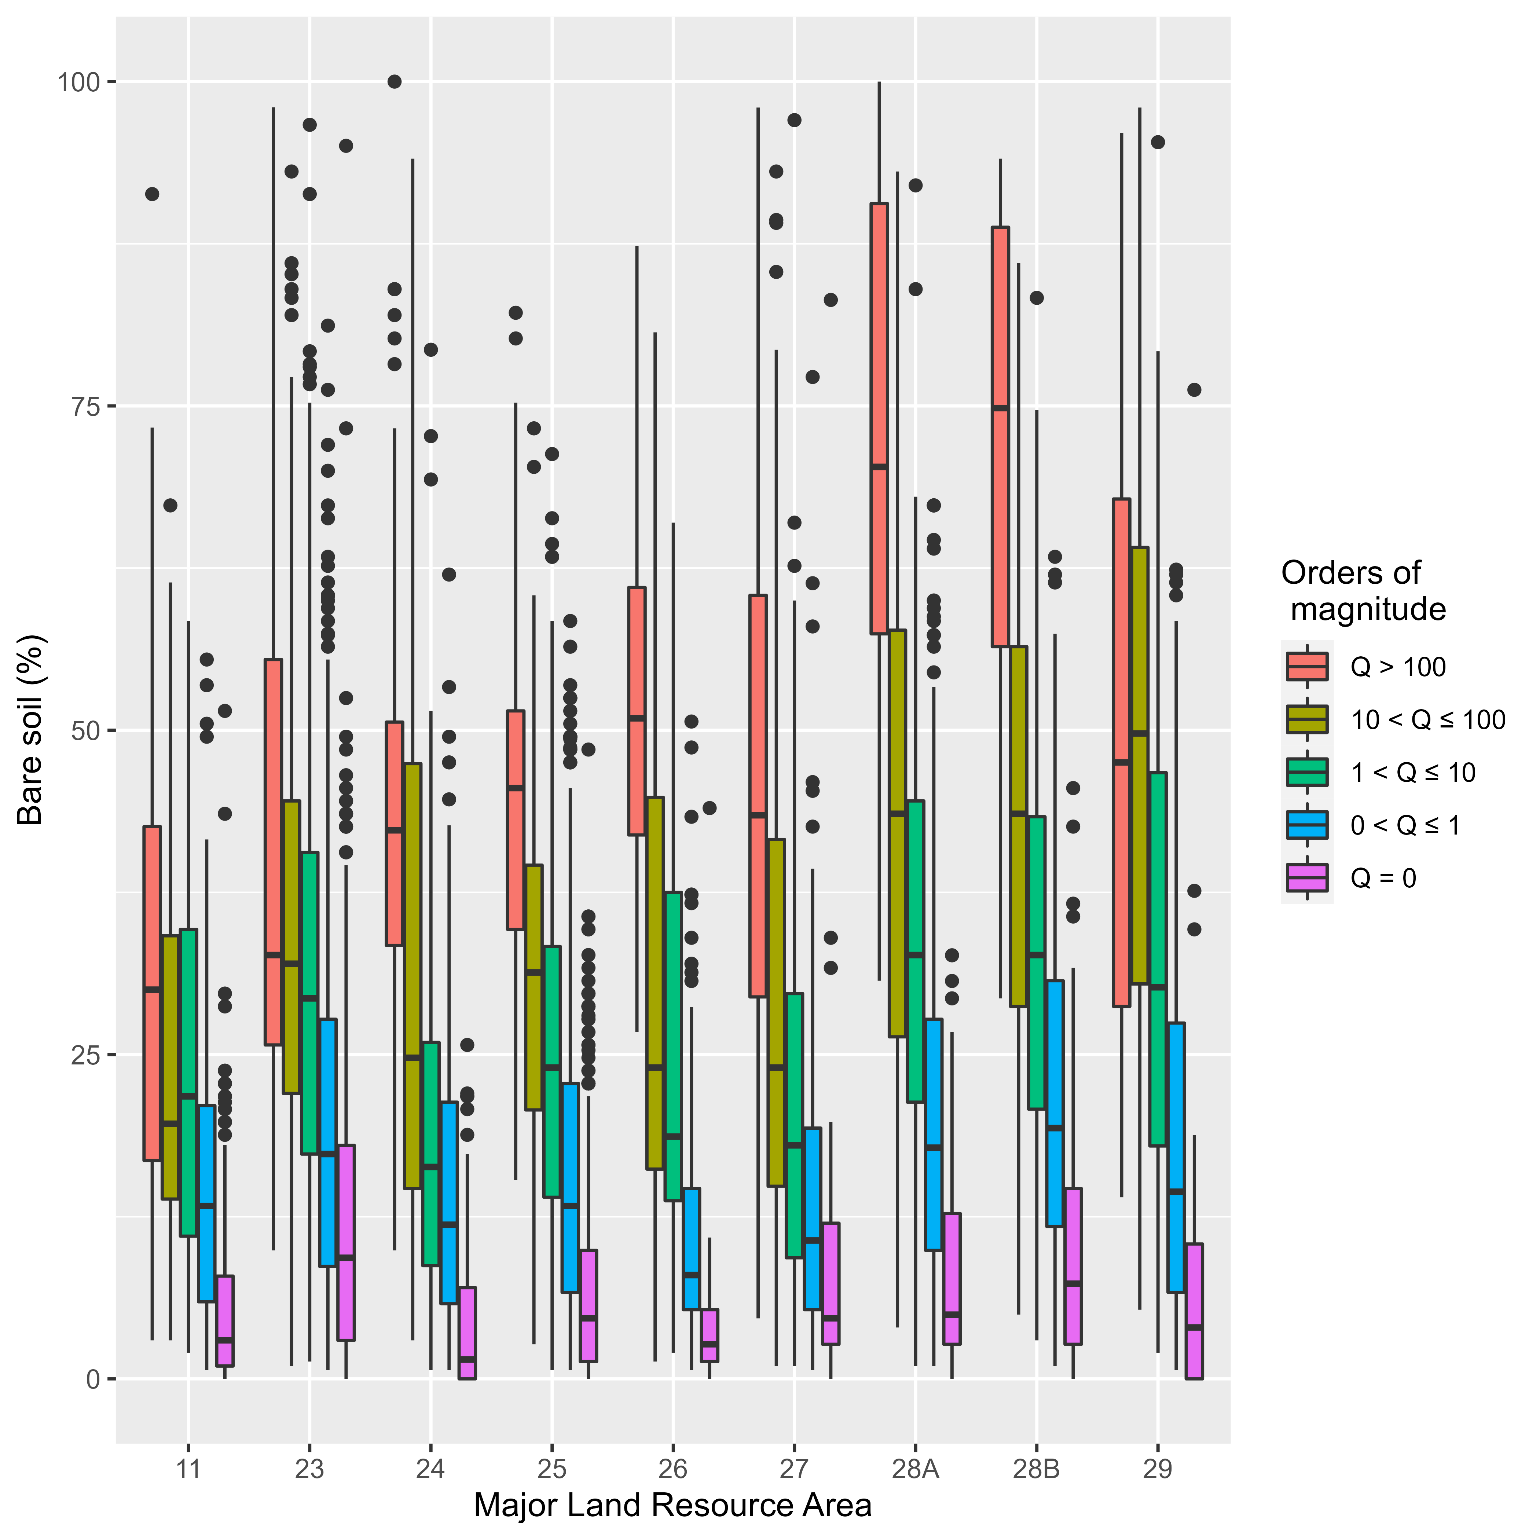 100
75
50
25
0
Bare soil (%)
11 23 24 25 26 27 28A 28B 29
Major Land Resource Area
Orders of
magnitude
Q > 100
10 < Q ≤ 100
1 < Q ≤ 10
0 < Q ≤ 1
Q = 0